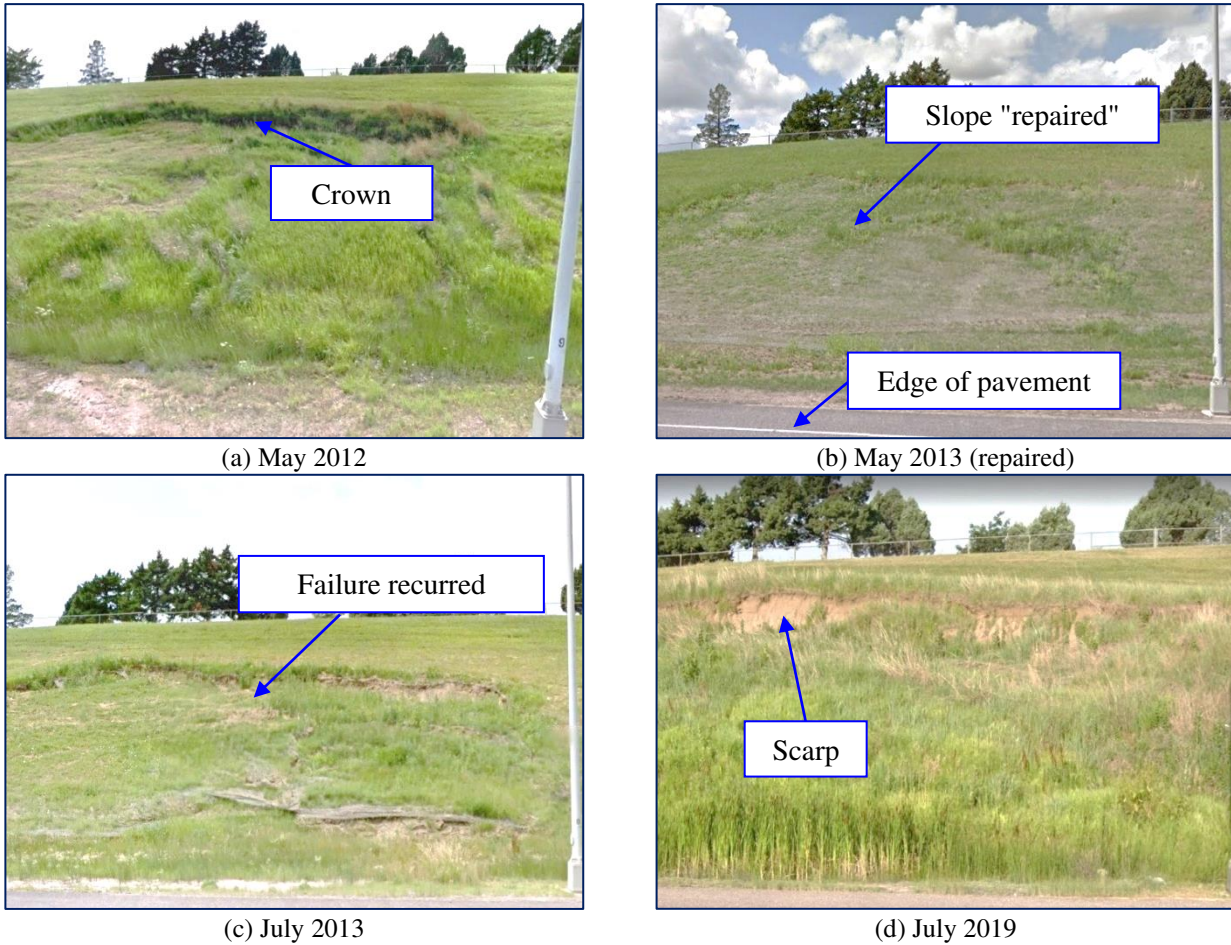 Crown
(a) May 2012
Slope "repaired"
Edge of pavement
(b) May 2013 (repaired)
Failure recurred
(c) July 2013
Scarp
(d) July 2019